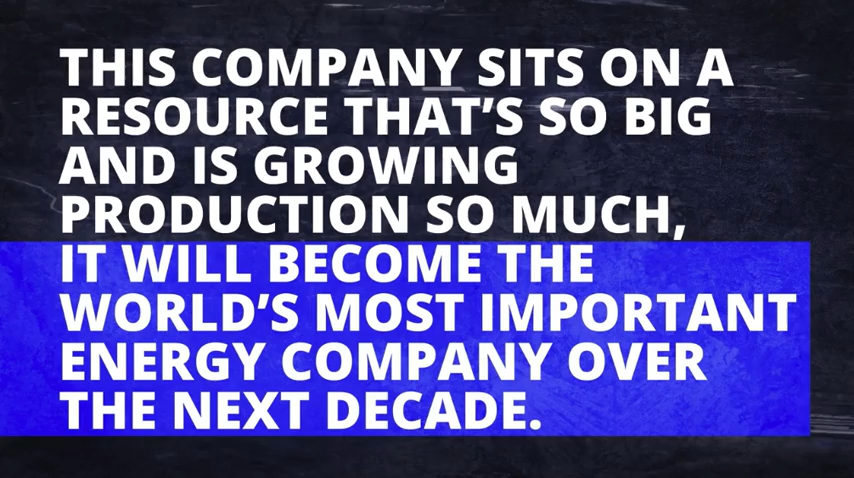 THIS COMPANY SITS ON A
RESOURCE THAT’S SO BIG
AND IS GROWING
PRODUCTION SO MUCH,
IT WILL BECOME THE
WORLD’S MOST IMPORTANT
ENERGY COMPANY OVER
THE NEXT DECADE.